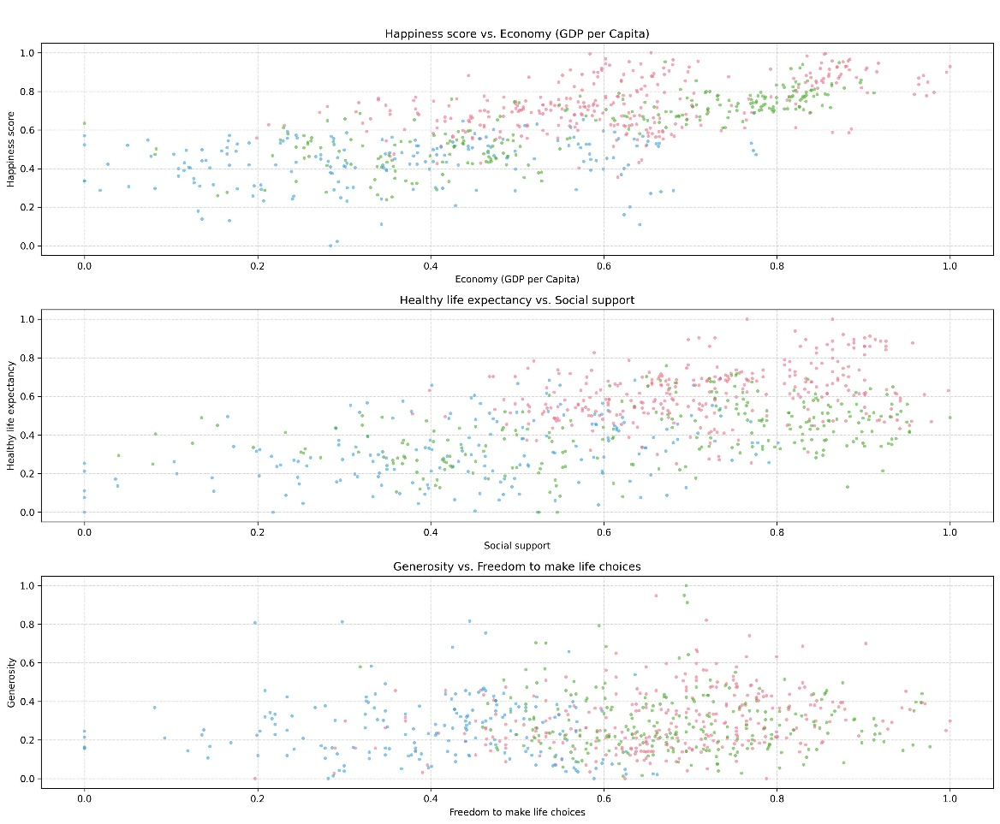 Happiness score vs. Economy (GDP per Capita)
1.0
0.8
0.6
0.4
0.2
0.0
Happiness score
0.0 0.2 0.4 0.6 0.8 1.0
Economy (GDP per Capita)
Healthy life expectancy vs. Social support
1.0
0.8
0.6
0.4
0.2
0.0
Healthy life expectancy
0.0 0.2 0.4 0.6 0.8 1.0
Social support
Generosity vs. Freedom to make life choices
1.0
0.8
0.6
0.4
0.2
0.0
Generosity
0.0 0.2 0.4 0.6 0.8 1.0
Freedom to make life choices